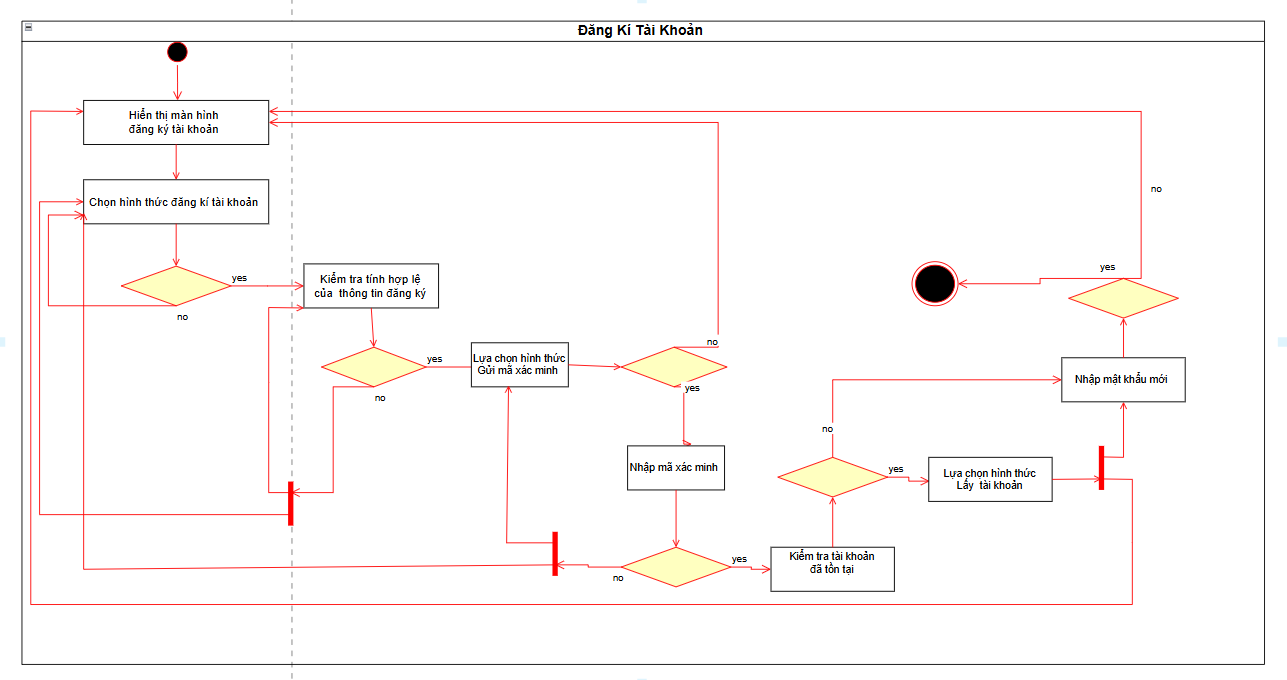 Đăng Kí Tài Khoản
Hiển thị màn hình
đăng ký tài khoản
no
Chọn hình thức đăng kí tài khoản
yes
Kiểm tra tính hợp lệ
của thông tin đăng ký
yes
no
no
yes
Lựa chọn hình thức
Gửi mã xác minh
no
yes
Nhập mật khẩu mới
no
Nhập mã xác minh
no
yes
Lựa chọn hình thức
Lấy tài khoản
yes
Kiểm tra tài khoản
đã tồn tại
no